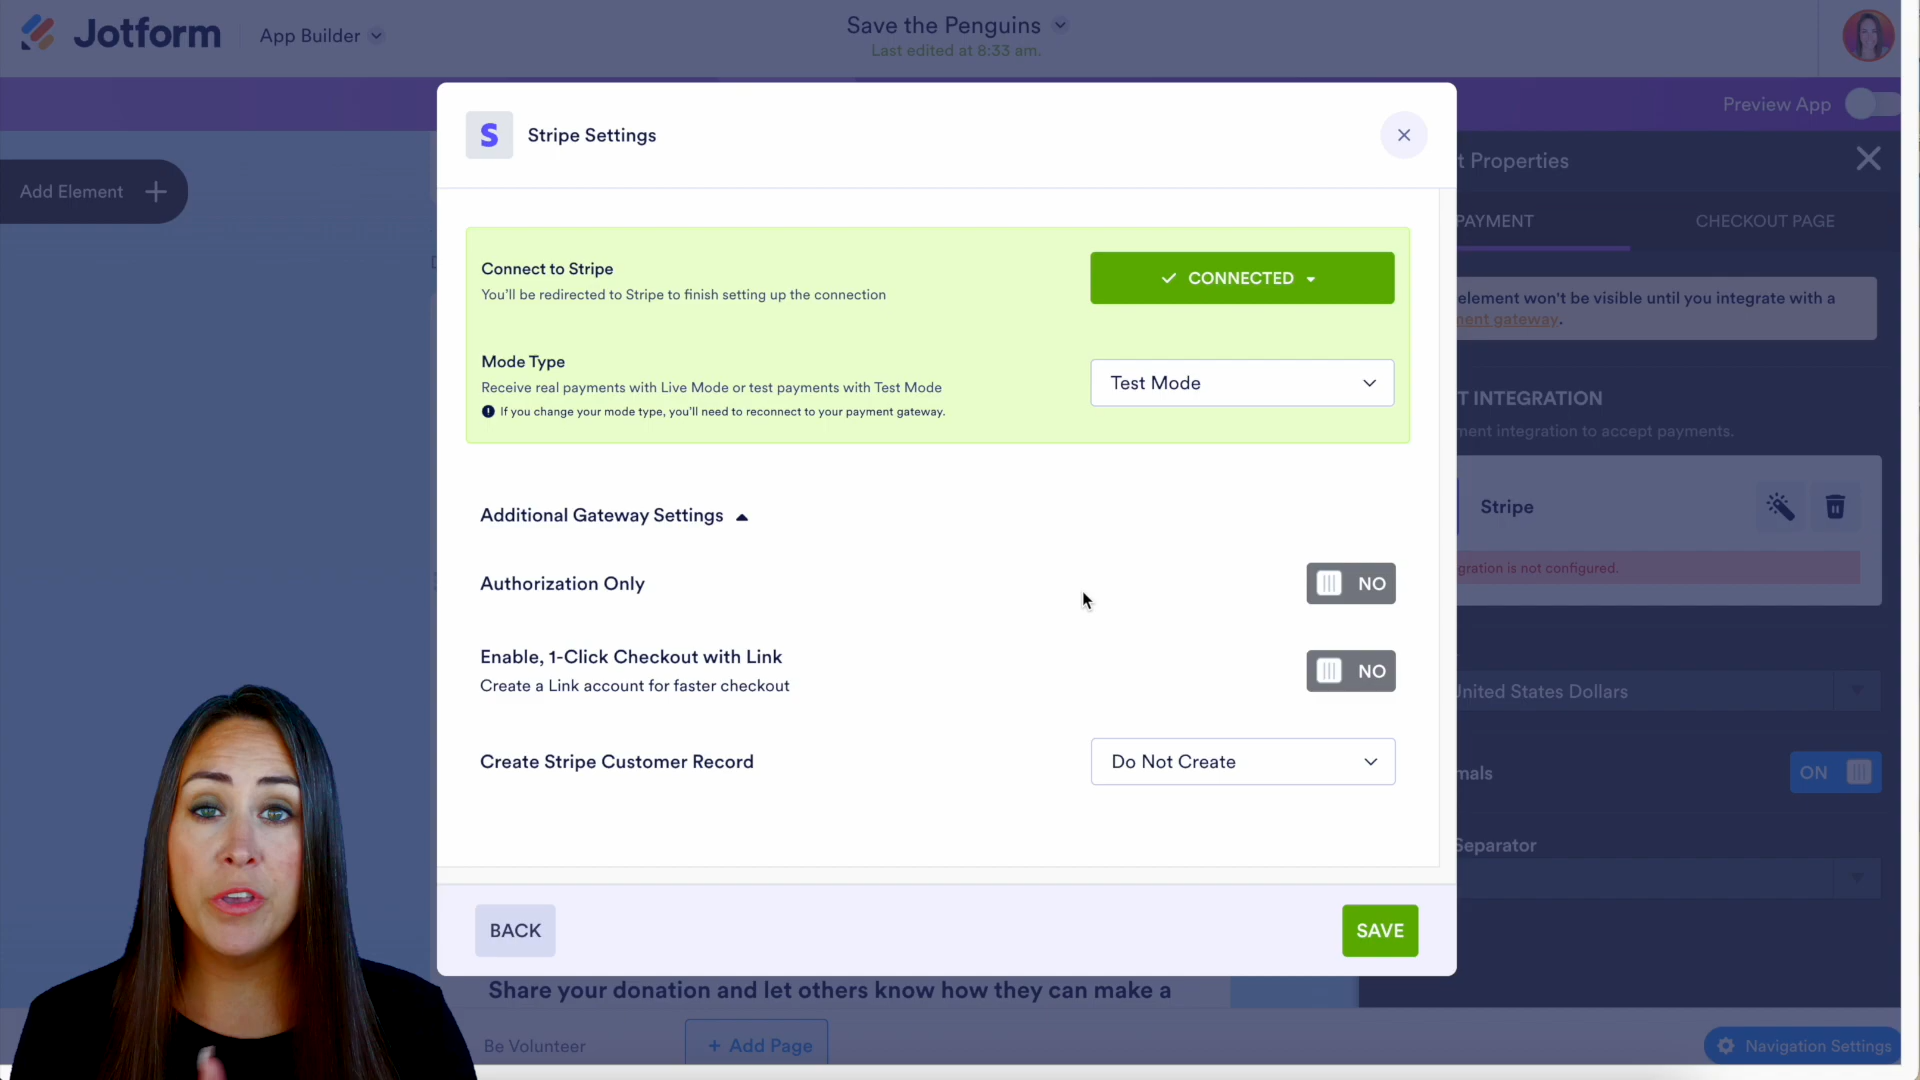 Jotform
App Builder
Save the Penguins
Last edited at 8:33 am.
Preview App
Add Element
S
Stripe Settings
t Properties
PAYMENT
CHECKOUT PAGE
Connect to Stripe
You'll be redirected to Stripe to finish setting up the connection
CONNECTED
element won't be visible until you integrate with a
ment gateway.
Mode Type
Receive real payments with Live Mode or test payments with Test Mode
If you change your mode type, you'll need to reconnect to your payment gateway.
Test Mode
T INTEGRATION
ment integration to accept payments.
Additional Gateway Settings
Stripe
Authorization Only
NO
gration is not configured.
Enable, 1-Click Checkout with Link
Create a Link account for faster checkout
NO
United States Dollars
Create Stripe Customer Record
Do Not Create
mals
ON
Separator
BACK
SAVE
Share your donation and let others know how they can make a
Be Volunteer
+ Add Page
Navigation Settings